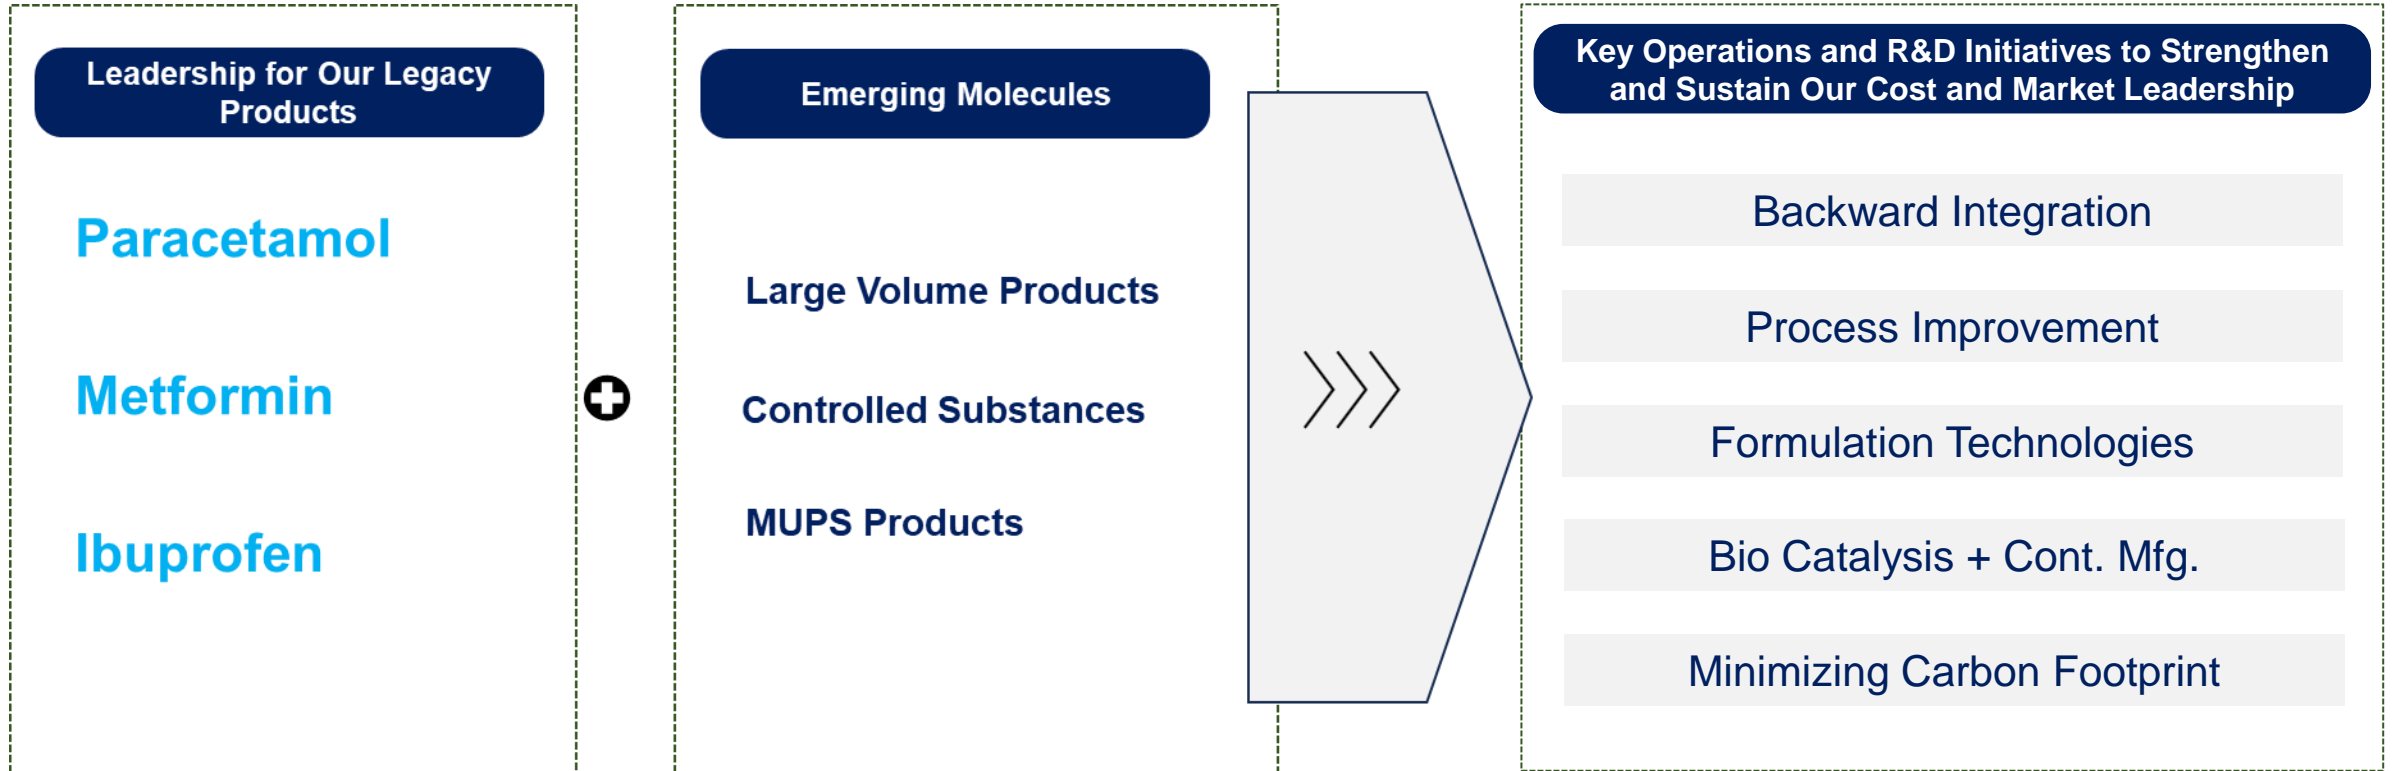 Leadership for Our Legacy
Products
Paracetamol
Metformin
Ibuprofen
Emerging Molecules
Large Volume Products
Controlled Substances
MUPS Products
Key Operations and R&D Initiatives to Strengthen
and Sustain Our Cost and Market Leadership
Backward Integration
Process Improvement
Formulation Technologies
Bio Catalysis + Cont. Mfg.
Minimizing Carbon Footprint